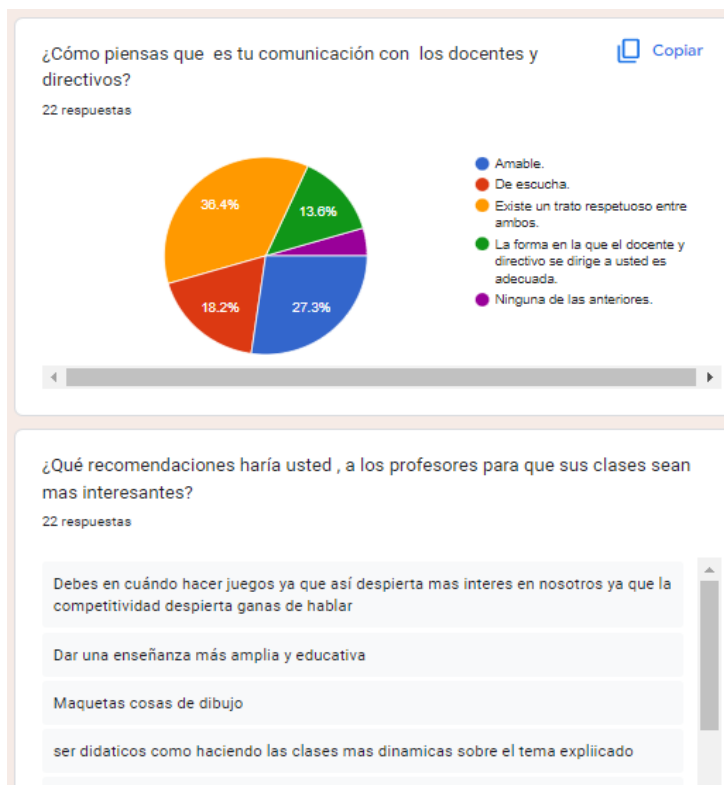 ¿Cómo piensas que es tu comunicación con los docentes y
directivos?
Copiar
22 respuestas
36.4%
13.6%
18.2%
27.3%
Amable.
De escucha.
Existe un trato respetuoso entre
ambos.
La forma en la que el docente y
directivo se dirige a usted es
adecuada.
Ninguna de las anteriores.
¿Qué recomendaciones haría usted , a los profesores para que sus clases sean
mas interesantes?
22 respuestas
Debes en cuándo hacer juegos ya que así despierta mas interes en nosotros ya que la
competitividad despierta ganas de hablar
Dar una enseñanza más amplia y educativa
Maquetas cosas de dibujo
ser didaticos como haciendo las clases mas dinamicas sobre el tema expliicado